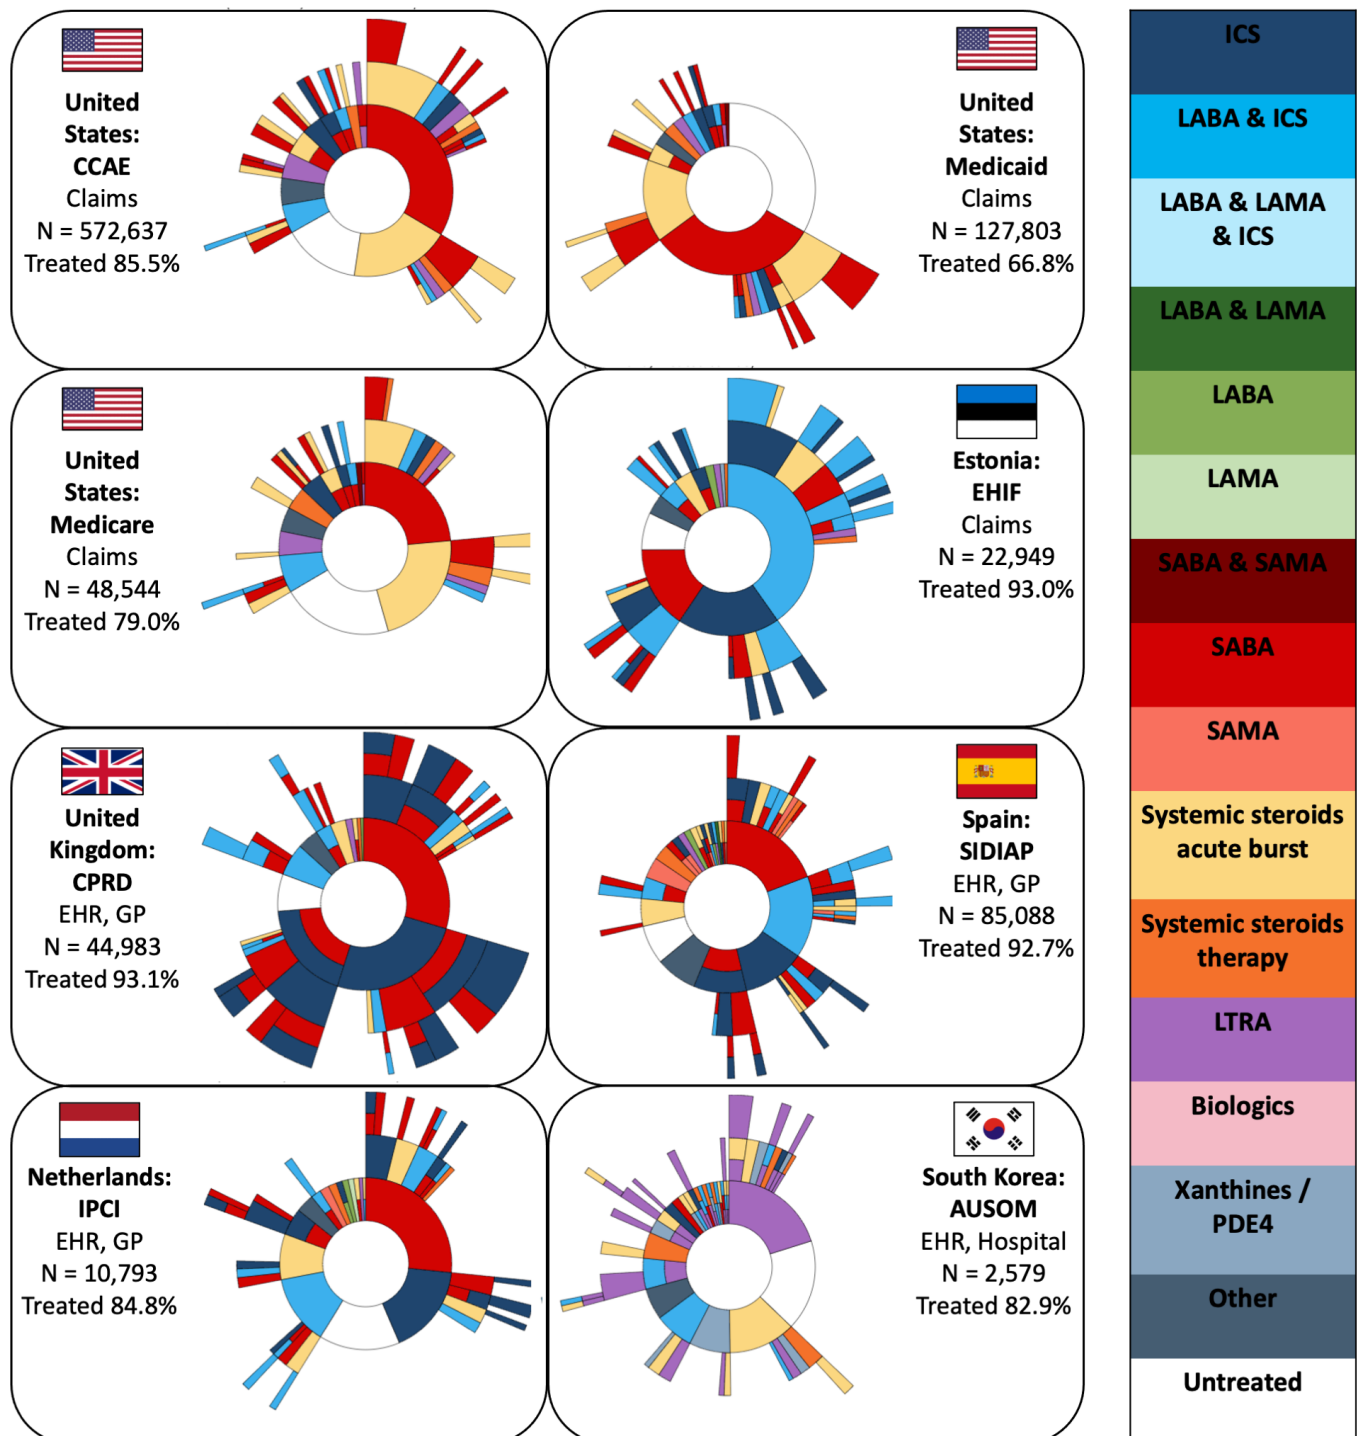 United
States:
CCAE
Claims
N = 572,637
Treated 85.5%
United
States:
Medicaid
Claims
N = 127,803
Treated 66.8%
United
States:
Medicare
Claims
N = 48,544
Treated 79.0%
Estonia:
EHIF
Claims
N = 22,949
Treated 93.0%
United
Kingdom:
CPRD
EHR, GP
N = 44,983
Treated 93.1%
Spain:
SIDIAP
EHR, GP
N = 85,088
Treated 92.7%
Netherlands:
IPCI
EHR, GP
N = 10,793
Treated 84.8%
South Korea:
AUSOM
EHR, Hospital
N = 2,579
Treated 82.9%
ICS
LABA & ICS
LABA & LAMA
& ICS
LABA & LAMA
LABA
LAMA
SABA & SAMA
SABA
SAMA
Systemic steroids
acute burst
Systemic steroids
therapy
LTRA
Biologics
Xanthines /
PDE4
Other
Untreated